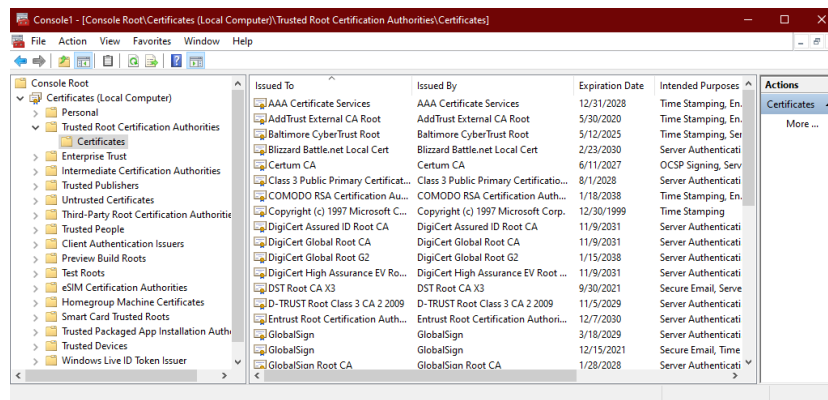 Console1 - [Console Root\Certificates (Local Computer)\Trusted Root Certification Authorities\Certificates]
File Action View Favorites Window Help
Console Root
Certificates (Local Computer)
Personal
Trusted Root Certification Authorities
Certificates
Enterprise Trust
Intermediate Certification Authorities
Trusted Publishers
Untrusted Certificates
Third-Party Root Certification Authoritie
Trusted People
Client Authentication Issuers
Preview Build Roots
Test Roots
eSIM Certification Authorities
Homegroup Machine Certificates
Smart Card Trusted Roots
Trusted Packaged App Installation Auth
Trusted Devices
Windows Live ID Token Issuer
Issued To Issued By Expiration Date Intended Purposes
AAA Certificate Services AAA Certificate Services 12/31/2028 Time Stamping, En.
AddTrust External CA Root AddTrust External CA Root 5/30/2020 Time Stamping, En.
Baltimore CyberTrust Root Baltimore CyberTrust Root 5/12/2025 Time Stamping, Ser
Blizzard Battle.net Local Cert Blizzard Battle.net Local Cert 2/23/2030 Server Authenticati
Certum CA Certum CA 6/11/2027 OCSP Signing, Serv
Class 3 Public Primary Certificat... Class 3 Public Primary Certificatio... 8/1/2028 Server Authenticati
COMODO RSA Certification Au... COMODO RSA Certification Auth... 1/18/2038 Time Stamping, En.
Copyright (c) 1997 Microsoft C... Copyright (c) 1997 Microsoft Corp. 12/30/1999 Time Stamping
DigiCert Assured ID Root CA DigiCert Assured ID Root CA 11/9/2031 Server Authenticati
DigiCert Global Root CA DigiCert Global Root CA 11/9/2031 Server Authenticati
DigiCert Global Root G2 DigiCert Global Root G2 1/15/2038 Server Authenticati
DigiCert High Assurance EV Ro... DigiCert High Assurance EV Root ... 11/9/2031 Server Authenticati
DST Root CA X3 DST Root CA X3 9/30/2021 Secure Email, Serve
D-TRUST Root Class 3 CA 2 2009 D-TRUST Root Class 3 CA 2 2009 11/5/2029 Server Authenticati
Entrust Root Certification Auth... Entrust Root Certification Authori... 12/7/2030 Server Authenticati
GlobalSign GlobalSign 3/18/2029 Server Authenticati
GlobalSign GlobalSign 12/15/2021 Secure Email, Time
GlobalSign Root CA GlobalSign Root CA 1/28/2028 Server Authenticati
Actions
Certificates
More ...